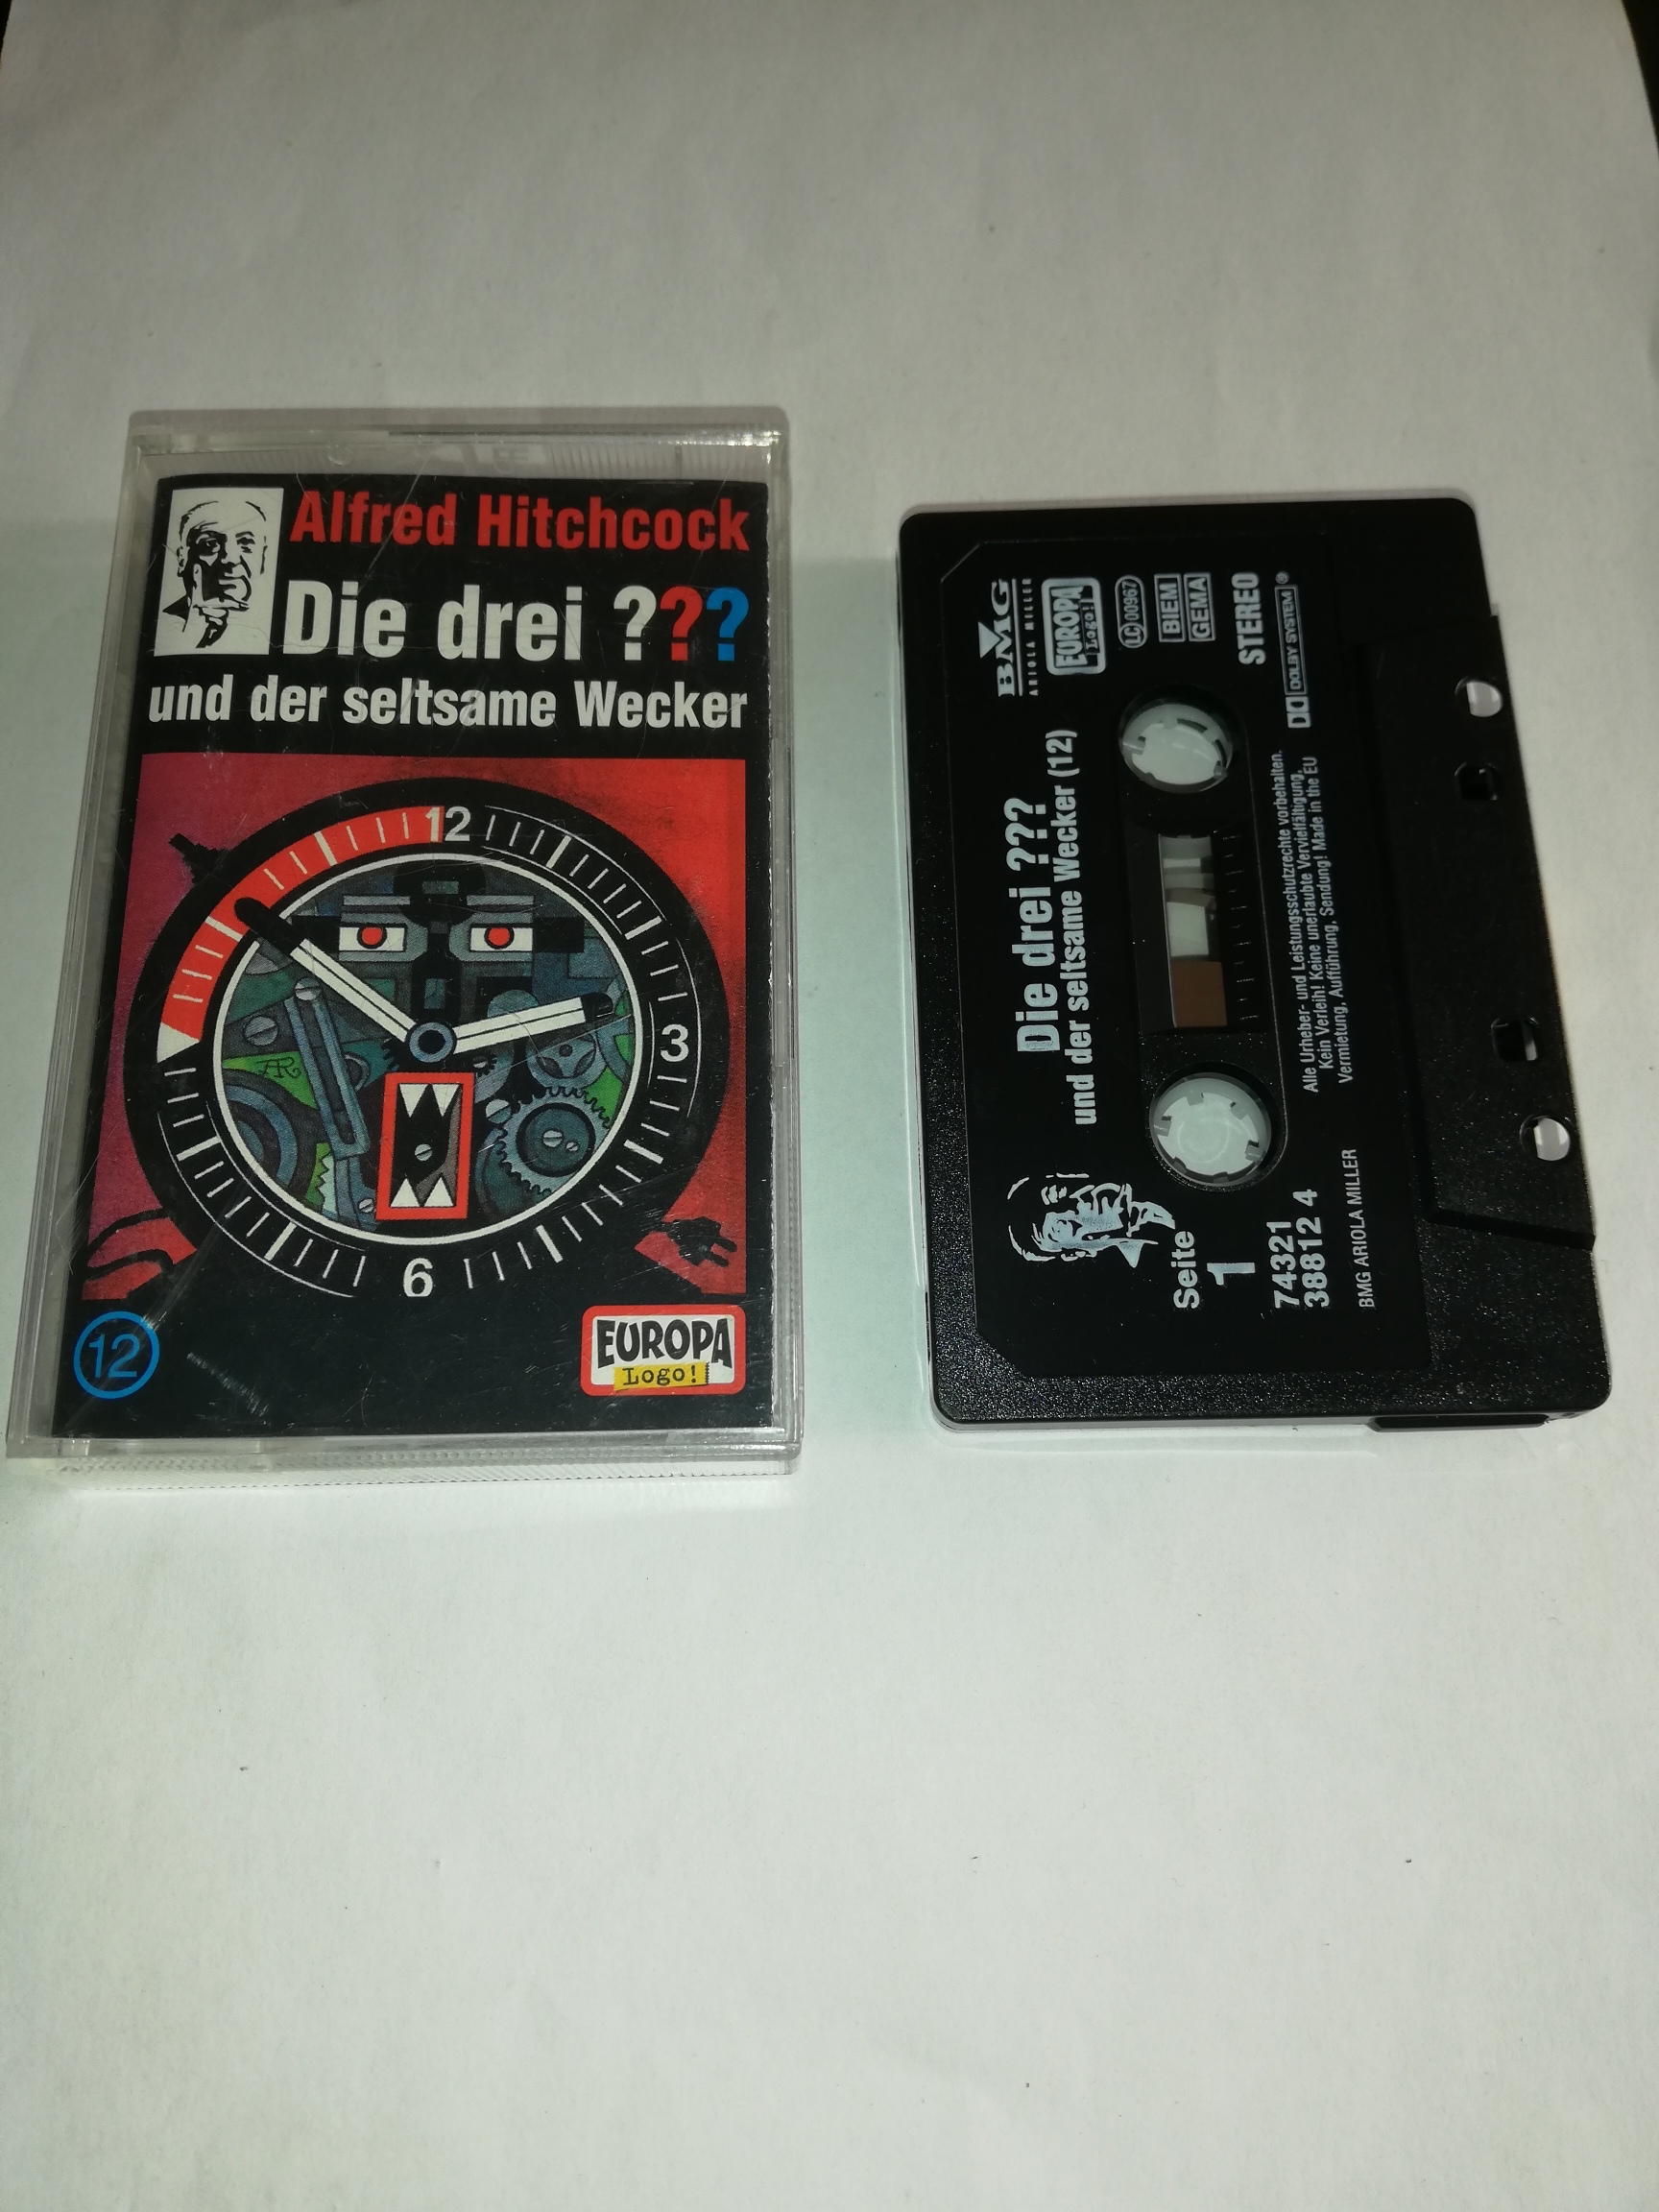 Alfred Hitchcock
Die drei ???
und der seltsame Wecker
12
3
6
AR
12
EUROPA
Logo!
BMG
ARIOLA MILLER
EUROPA
Logo!
LC 00967
BIEM
GEMA
STEREO
DOLBY SYSTEM®
Die drei ???
und der seltsame Wecker (12)
Alle Urheber- und Leistungsschutzrechte vorbehalten.
Kein Verleih! Keine unerlaubte Vervielfältigung,
Vermietung, Aufführung, Sendung! Made in the EU
Seite
1
74321
38812 4
BMG ARIOLA MILLER